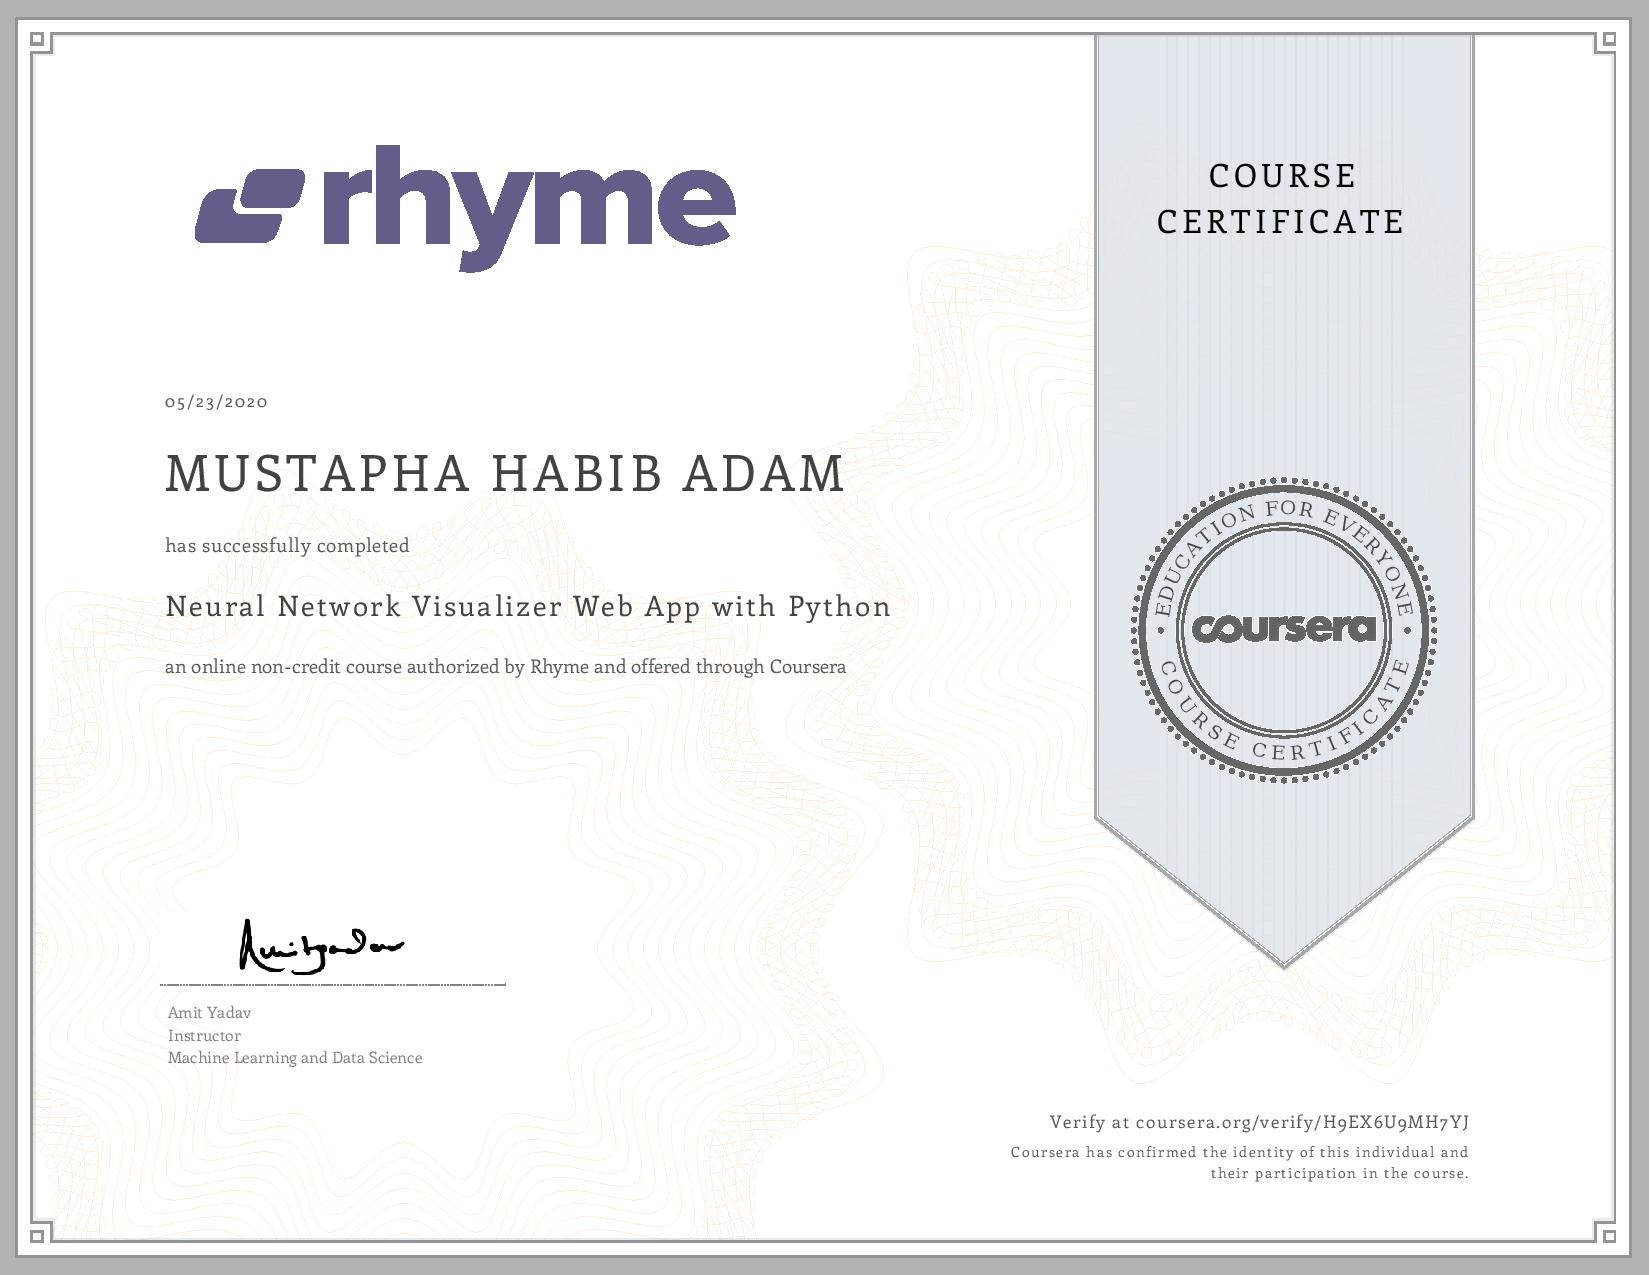 rhyme
COURSE
CERTIFICATE
05/23/2020
MUSTAPHA HABIB ADAM
has successfully completed
Neural Network Visualizer Web App with Python
an online non-credit course authorized by Rhyme and offered through Coursera
EDUCATION FOR EVERYONE
coursera
COURSE CERTIFICATE
Amit Yadav
Amit Yadav
Instructor
Machine Learning and Data Science
Verify at coursera.org/verify/H9EX6U9MH7YJ
Coursera has confirmed the identity of this individual and
their participation in the course.